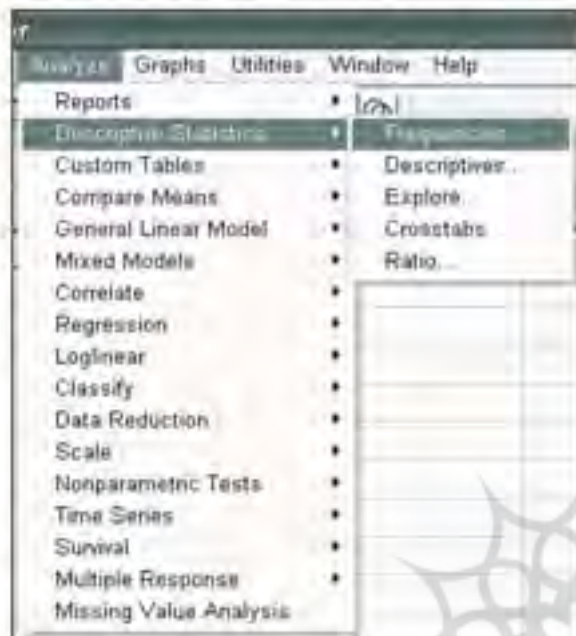 Analyze Graphs Utilities Window Help
Reports
Descriptive Statistics
Custom Tables
Compare Means
General Linear Model
Mixed Models
Correlate
Regression
Loglinear
Classify
Data Reduction
Scale
Nonparametric Tests
Time Series
Survival
Multiple Response
Missing Value Analysis
Frequencies...
Descriptives...
Explore...
Crosstabs...
Ratio...